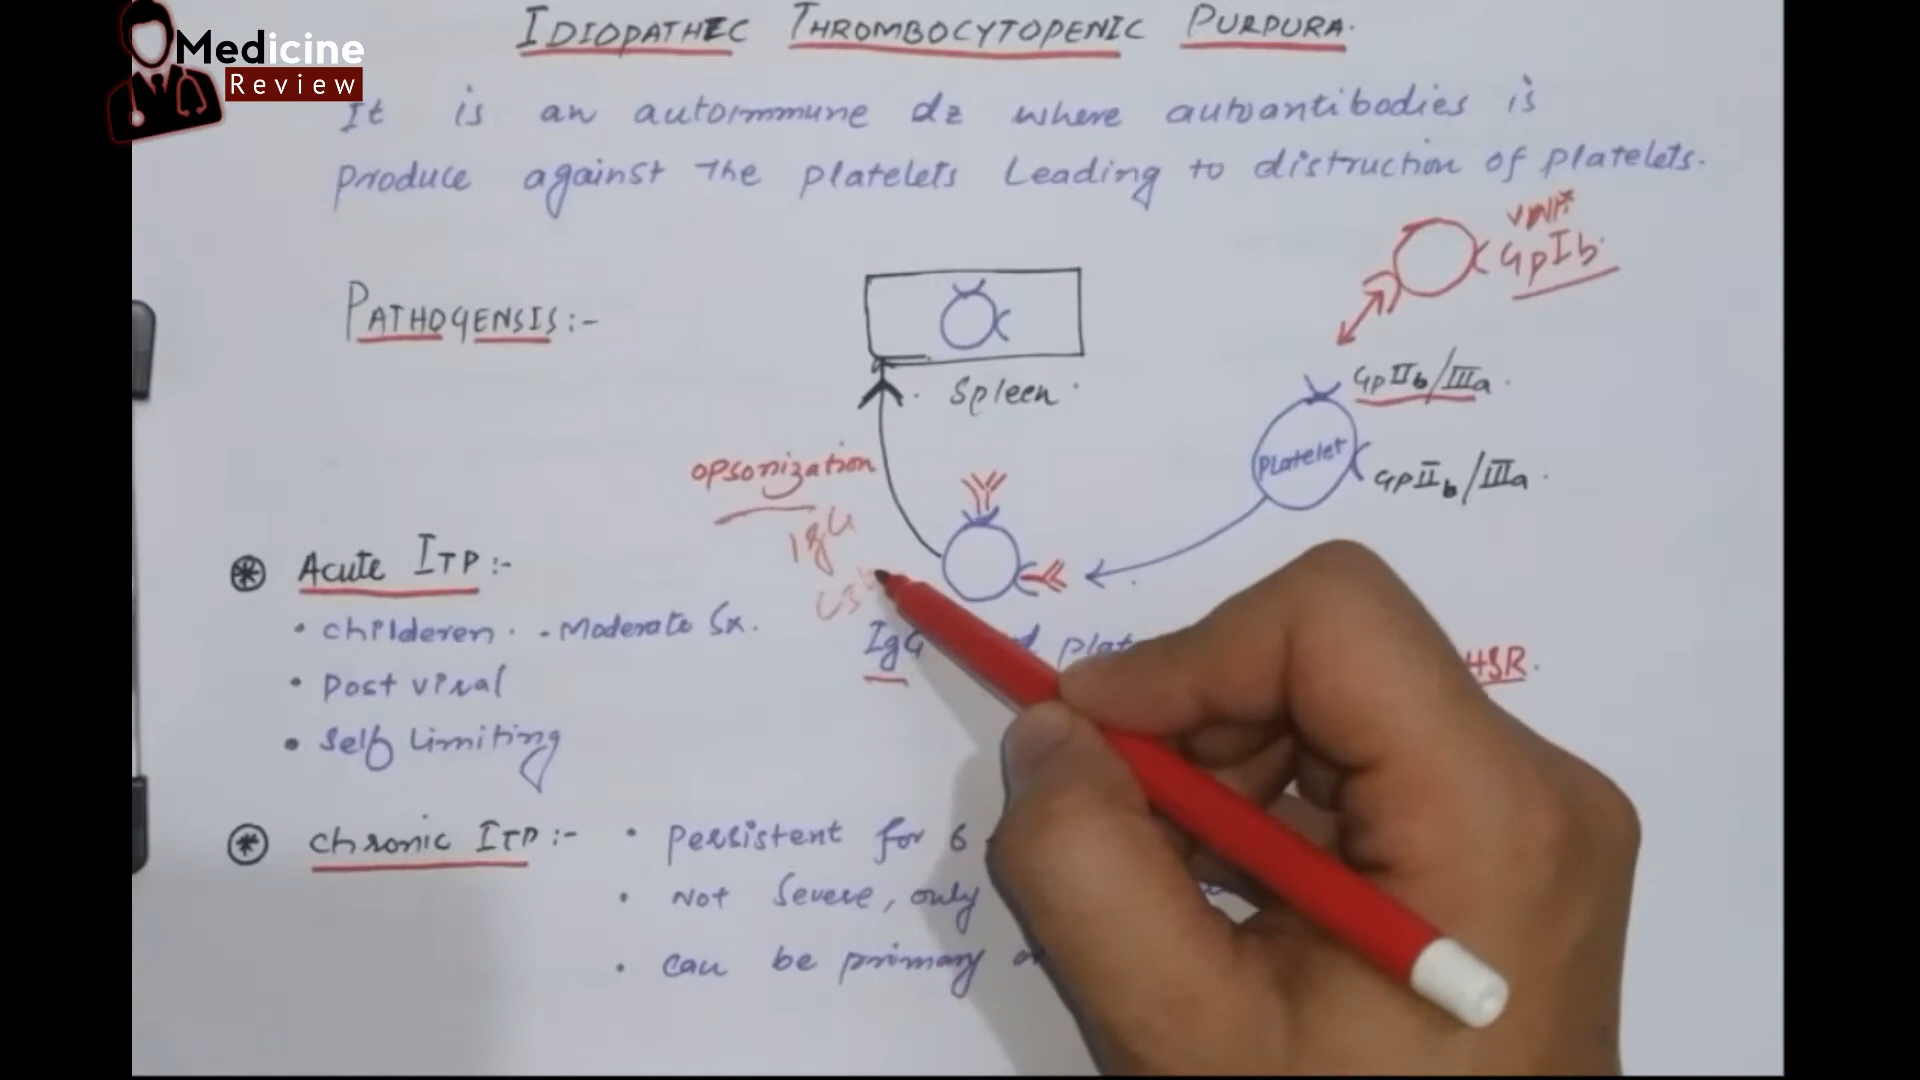 Medicine
Review
IDIOPATHIC THROMBOCYTOPENIC PURPURA.
It is an autoimmune dz where autoantibodies is
produce against the platelets Leading to distruction of platelets.
VWF
GpIb.
PATHOGENSIS:-
Spleen
GpIIb/IIIa
Platelet
GpIIb/IIIa
opsonization
IgG
C3b
* Acute ITP:-
• childeren. - Moderate Sx.
IgG
HSR.
• Post viral
• Self Limiting
* Chronic ITP:- • Persistent for 6
• Not Severe, only
• Can be primary